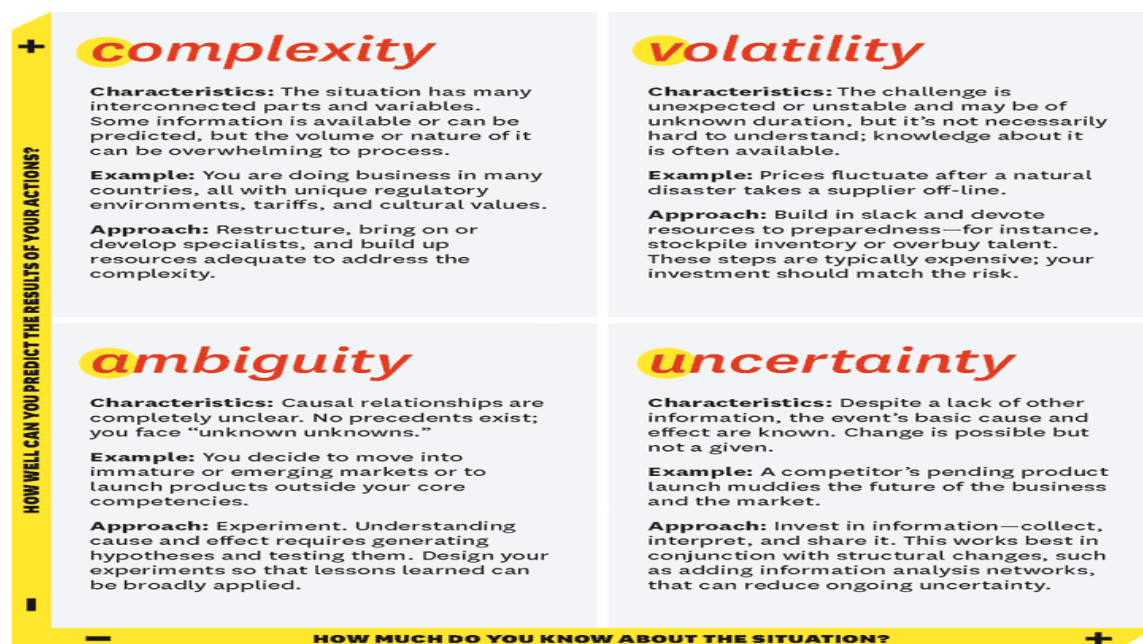 +
HOW WELL CAN YOU PREDICT THE RESULTS OF YOUR ACTIONS?
-
complexity
Characteristics: The situation has many
interconnected parts and variables.
Some information is available or can be
predicted, but the volume or nature of it
can be overwhelming to process.
Example: You are doing business in many
countries, all with unique regulatory
environments, tariffs, and cultural values.
Approach: Restructure, bring on or
develop specialists, and build up
resources adequate to address the
complexity.
volatility
Characteristics: The challenge is
unexpected or unstable and may be of
unknown duration, but it’s not necessarily
hard to understand; knowledge about it
is often available.
Example: Prices fluctuate after a natural
disaster takes a supplier off-line.
Approach: Build in slack and devote
resources to preparedness—for instance,
stockpile inventory or overbuy talent.
These steps are typically expensive; your
investment should match the risk.
ambiguity
Characteristics: Causal relationships are
completely unclear. No precedents exist;
you face “unknown unknowns.”
Example: You decide to move into
immature or emerging markets or to
launch products outside your core
competencies.
Approach: Experiment. Understanding
cause and effect requires generating
hypotheses and testing them. Design your
experiments so that lessons learned can
be broadly applied.
uncertainty
Characteristics: Despite a lack of other
information, the event’s basic cause and
effect are known. Change is possible but
not a given.
Example: A competitor’s pending product
launch muddies the future of the business
and the market.
Approach: Invest in information—collect,
interpret, and share it. This works best in
conjunction with structural changes, such
as adding information analysis networks,
that can reduce ongoing uncertainty.
— HOW MUCH DO YOU KNOW ABOUT THE SITUATION? +